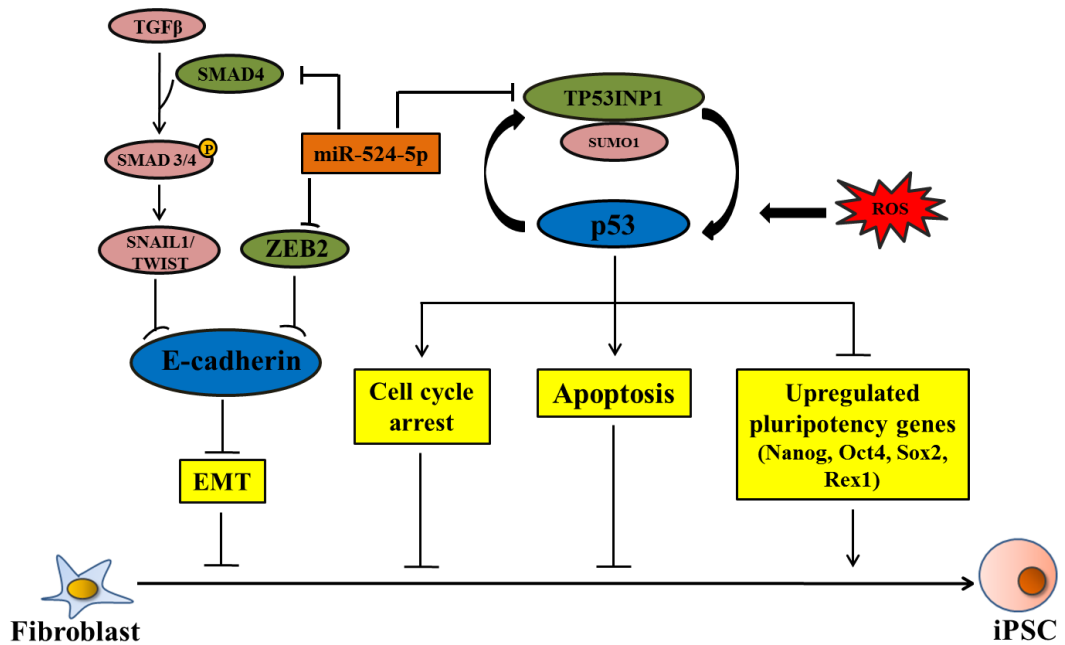 TGFβ
SMAD4
TP53INP1
SUMO1
miR-524-5p
SMAD 3/4
P
ROS
p53
SNAIL1/
TWIST
ZEB2
E-cadherin
Cell cycle
arrest
Apoptosis
Upregulated
pluripotency genes
(Nanog, Oct4, Sox2,
Rex1)
EMT
Fibroblast
iPSC